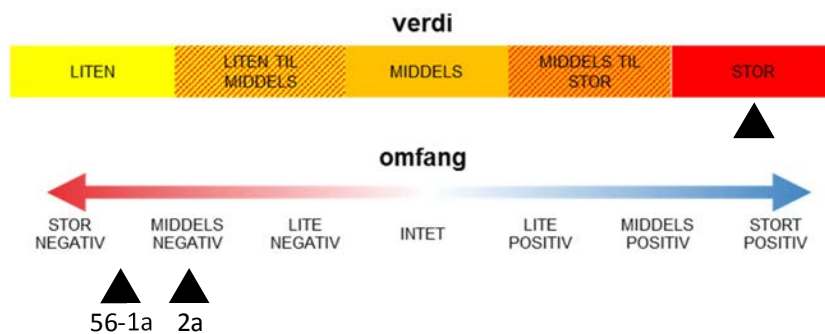 verdi
LITEN
LITEN TIL
MIDDELS
MIDDELS
MIDDELS TIL
STOR
STOR
omfang
STOR
NEGATIV
MIDDELS
NEGATIV
LITE
NEGATIV
INTET
LITE
POSITIV
MIDDELS
POSITIV
STORT
POSITIV
56-1a
2a